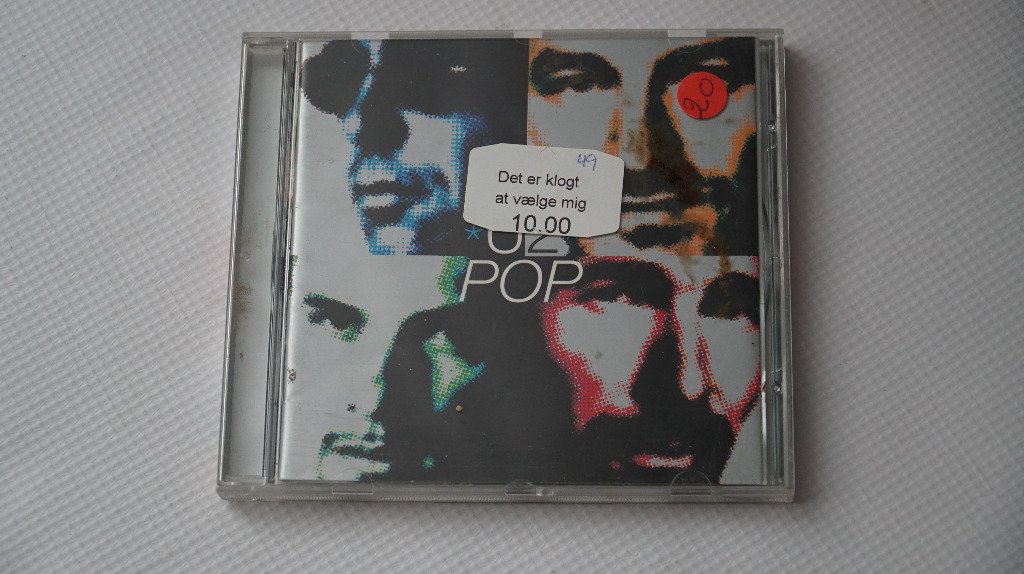 20
49
Det er klogt
at vælge mig
10.00
*U2
POP